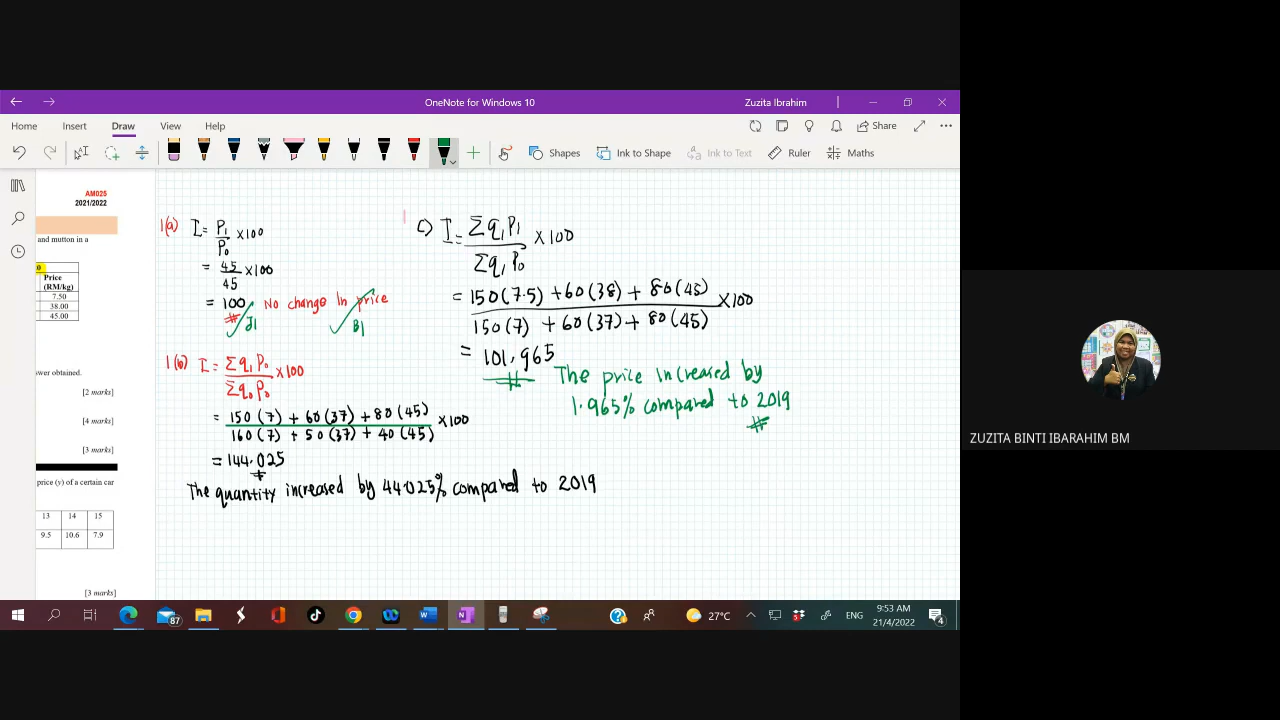 OneNote for Windows 10
Zuzita Ibrahim
Home Insert Draw View Help
Share
Shapes Ink to Shape Ink to Text Ruler Maths
AM025
2021/2022
and mutton in a
Price
(RM/kg)
7.50
38.00
45.00
swer obtained.
[2 marks]
[4 marks]
[3 marks]
price (y) of a certain car
13 14 15
9.5 10.6 7.9
[3 marks]
1(a) I = P₁/P₀ ×100
= 45/45 ×100
= 100 No change in price
J1 B1
1(b) I = Σq₁P₀/Σq₀P₀ ×100
= 150(7) + 60(37) + 80(45) / 160(7) + 50(37) + 40(45) ×100
= 144.025
The quantity increased by 44.025% compared to 2019
c) I = Σq₁P₁/Σq₁P₀ ×100
= 150(7.5) + 60(38) + 80(45) / 150(7) + 60(37) + 80(45) ×100
= 101.965
The price increased by
1.965% compared to 2019
ZUZITA BINTI IBARAHIM BM
87
27°C
ENG
9:53 AM
21/4/2022
4